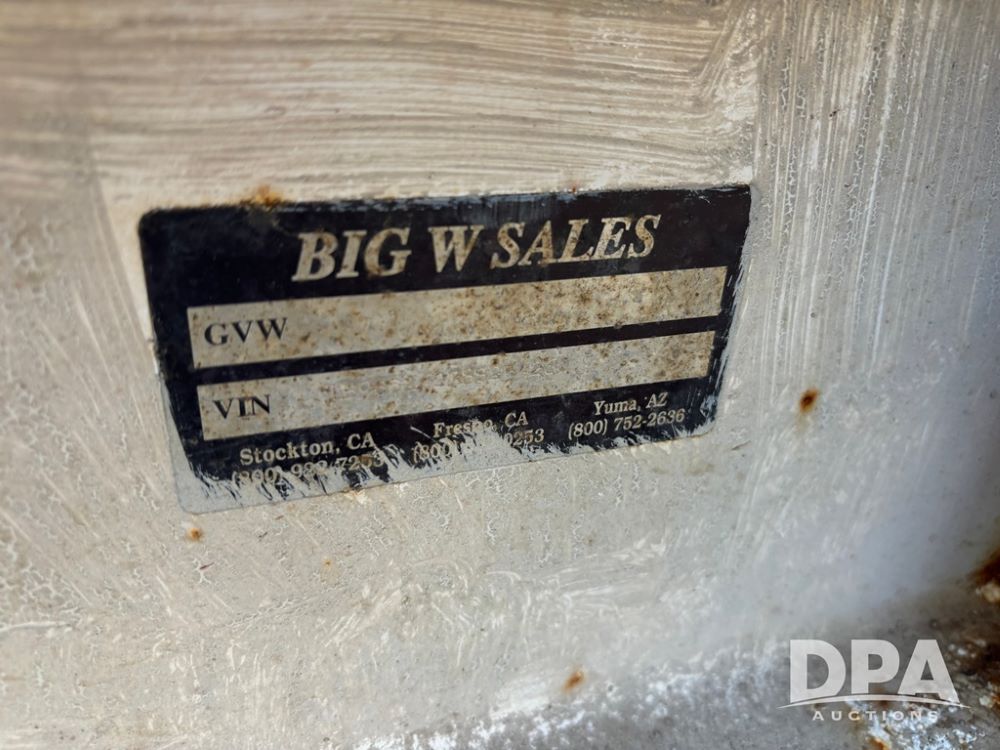 BIG W SALES
GVW
VIN
Stockton, CA Fresno, CA Yuma, AZ
(800) 752-2636
DPA
AUCTIONS